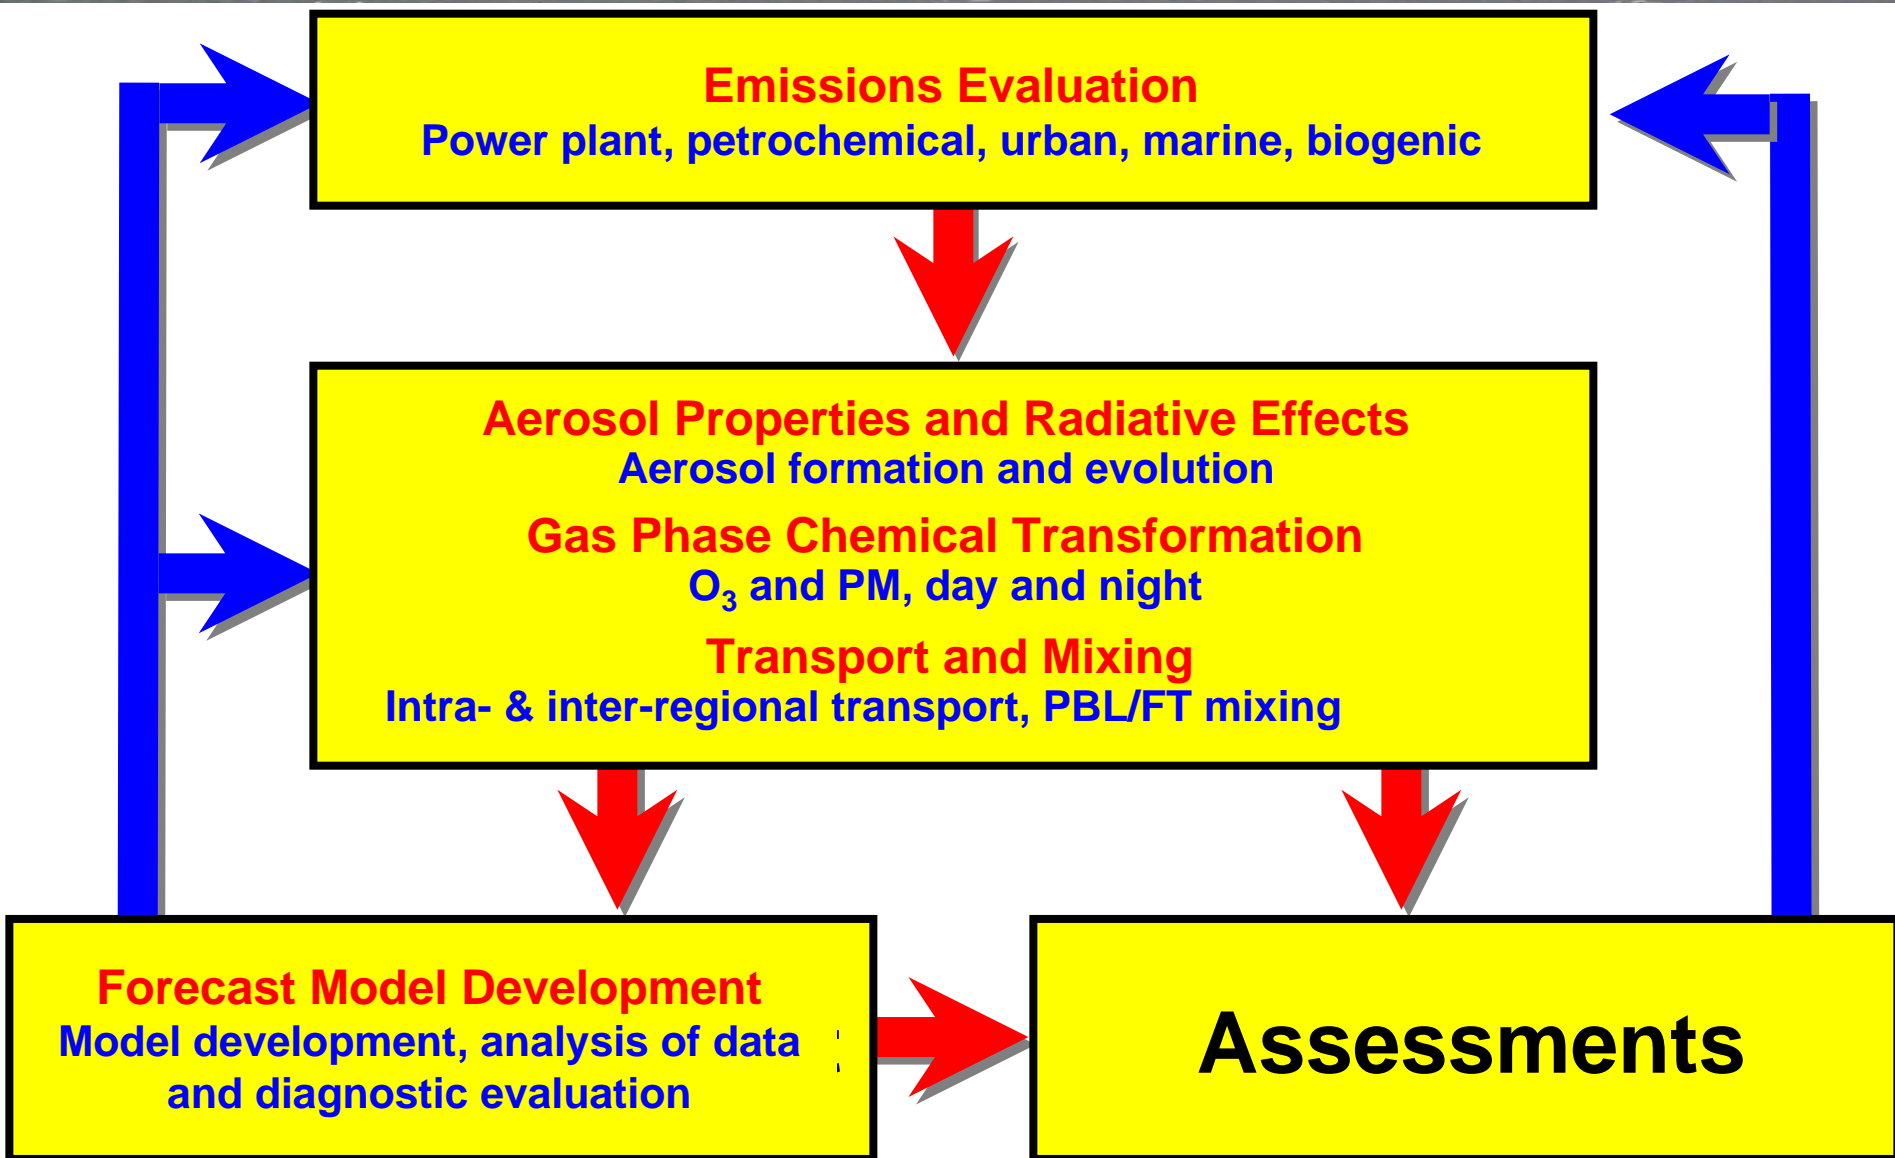 Emissions Evaluation
Power plant, petrochemical, urban, marine, biogenic
Aerosol Properties and Radiative Effects
Aerosol formation and evolution
Gas Phase Chemical Transformation
O₃ and PM, day and night
Transport and Mixing
Intra- & inter-regional transport, PBL/FT mixing
Forecast Model Development
Model development, analysis of data
and diagnostic evaluation
Assessments